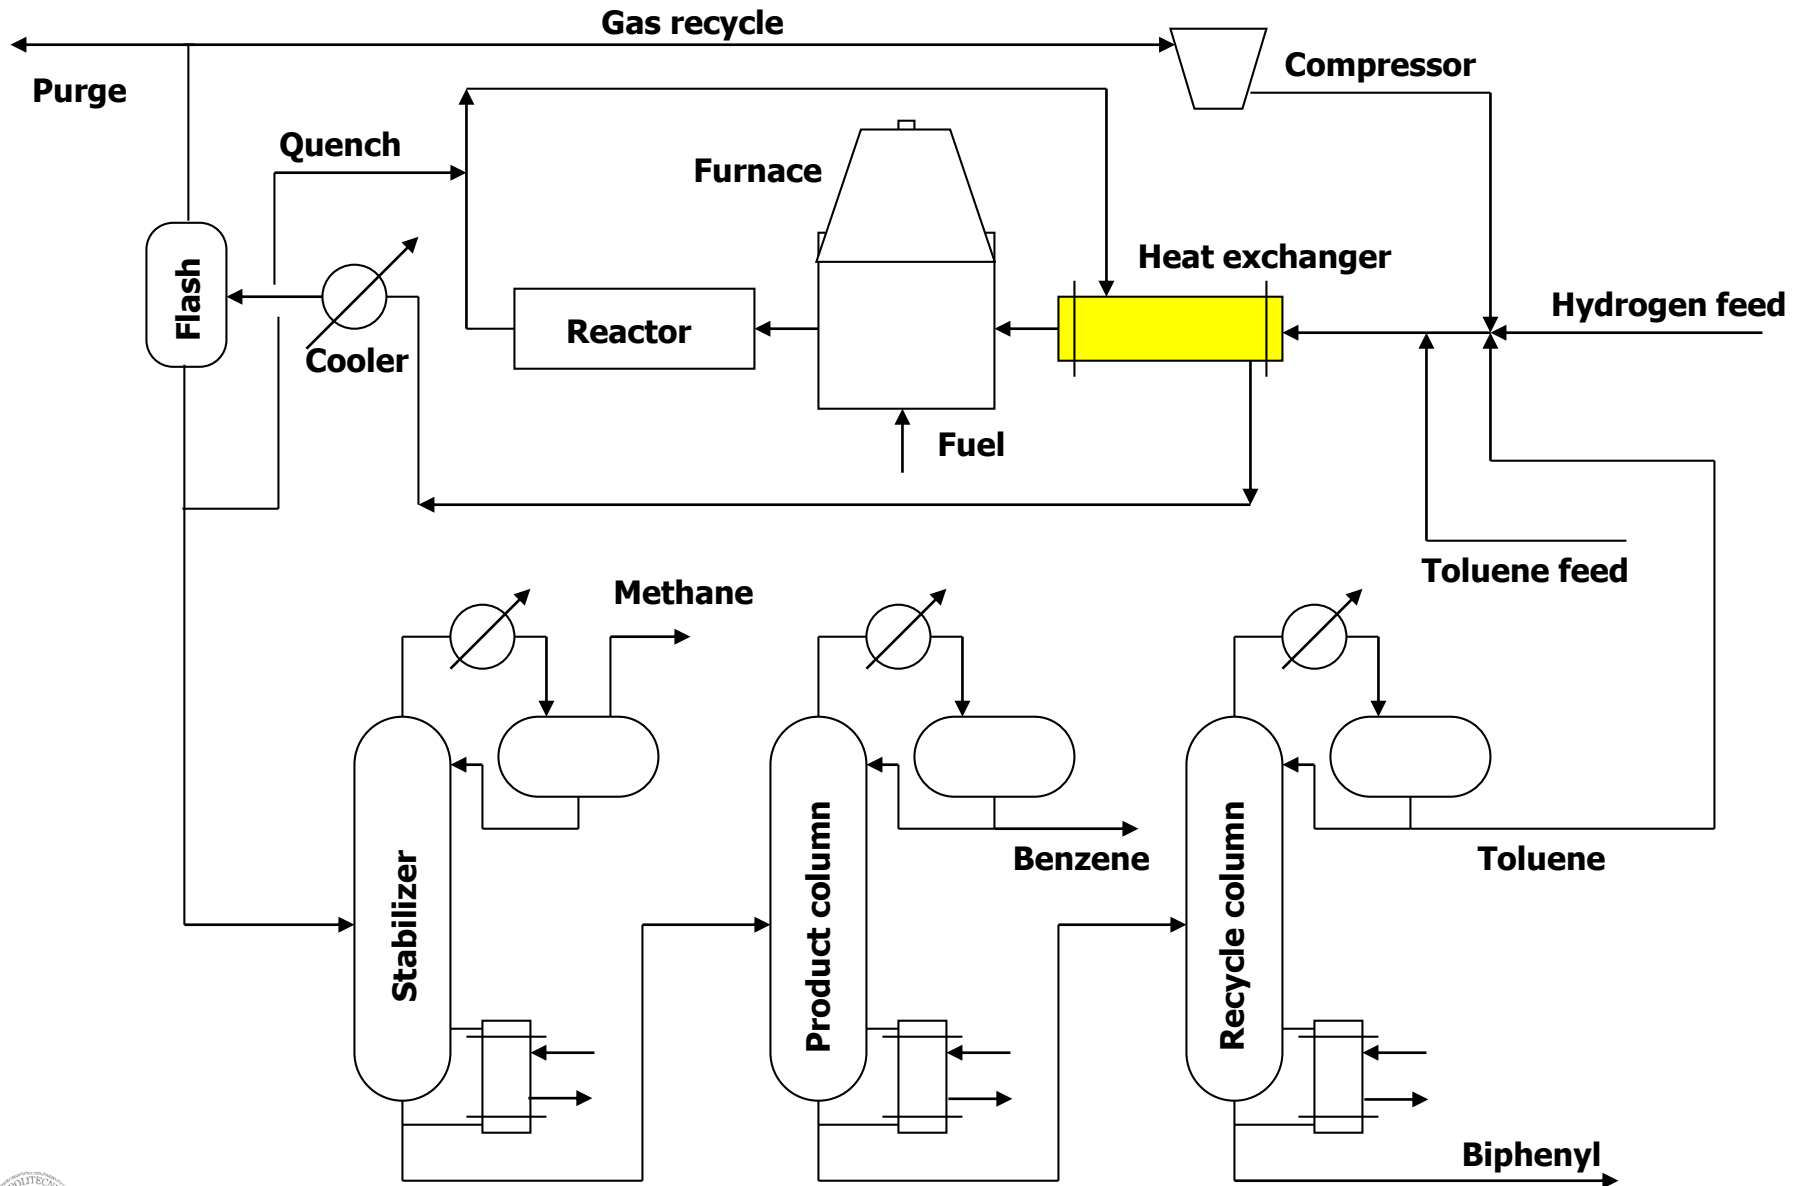 Gas recycle
Compressor
Purge
Quench
Furnace
Heat exchanger
Hydrogen feed
Flash
Reactor
Cooler
Fuel
Toluene feed
Methane
Benzene
Toluene
Stabilizer
Product column
Recycle column
Biphenyl